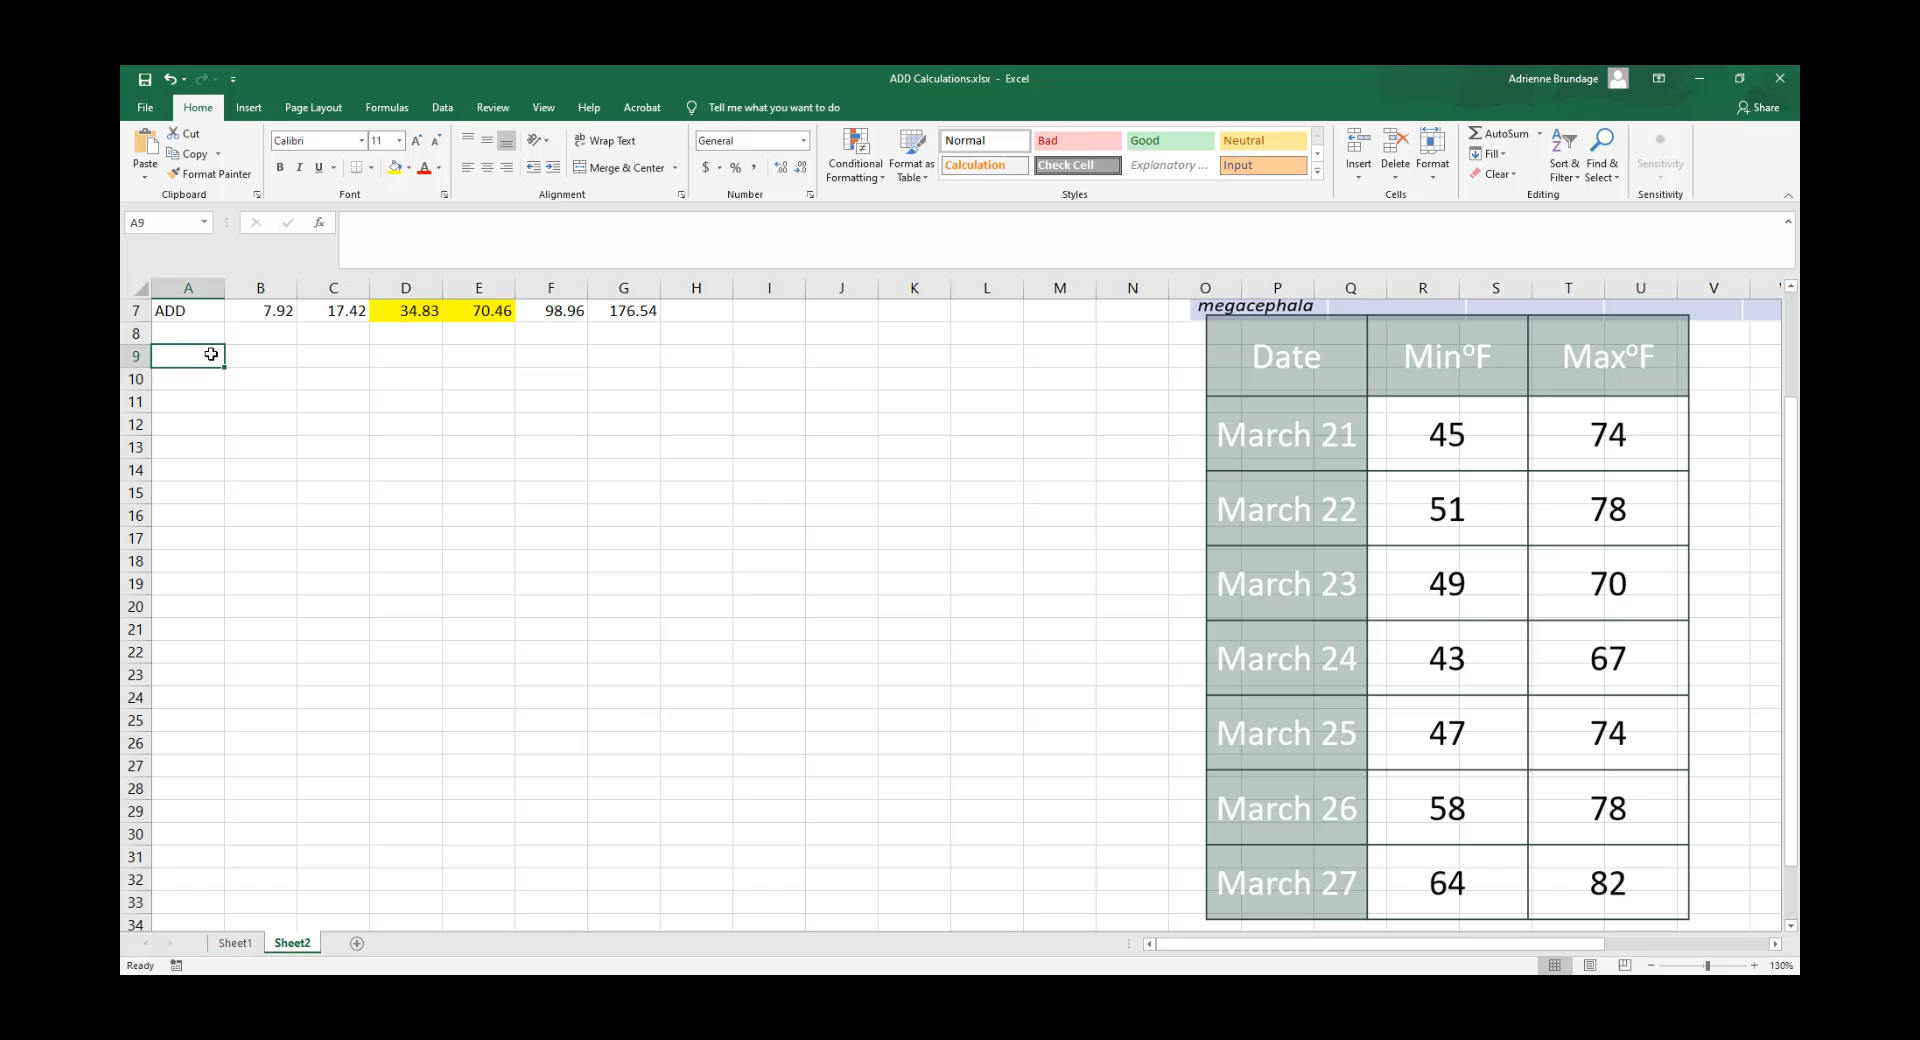 ADD Calculations.xlsx - Excel
Adrienne Brundage
File Home Insert Page Layout Formulas Data Review View Help Acrobat Tell me what you want to do
Share
Paste
Cut
Copy
Format Painter
Clipboard
Calibri 11
B I U
Font
Wrap Text
Merge & Center
Alignment
General
$ % ,
Number
Conditional Formatting
Format as Table
Normal Bad Good Neutral
Calculation Check Cell Explanatory ... Input
Styles
Insert Delete Format
Cells
AutoSum
Fill
Clear
Sort & Filter
Find & Select
Editing
Sensitivity
Sensitivity
A9
fx
A B C D E F G H I J K L M N O P Q R S T U V
7 ADD 7.92 17.42 34.83 70.46 98.96 176.54
megacephala
8
9
10
11
12
13
14
15
16
17
18
19
20
21
22
23
24
25
26
27
28
29
30
31
32
33
34
Date Min°F Max°F
March 21 45 74
March 22 51 78
March 23 49 70
March 24 43 67
March 25 47 74
March 26 58 78
March 27 64 82
Sheet1 Sheet2
Ready
130%